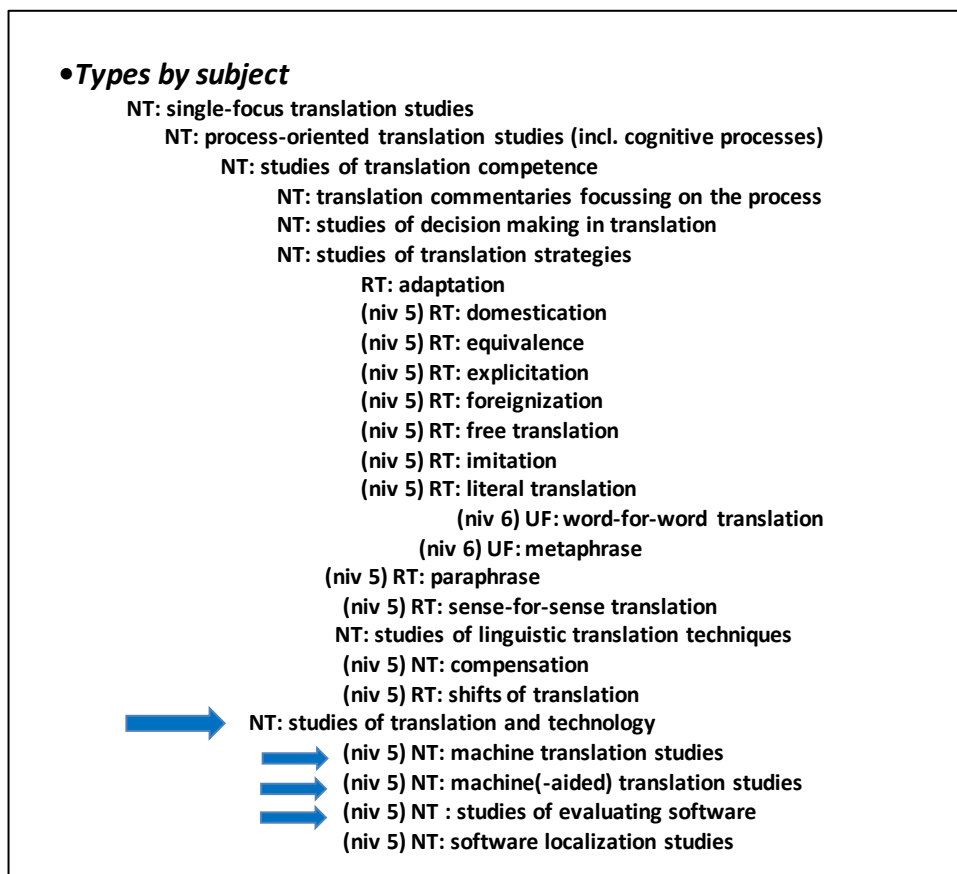 •Types by subject
NT: single-focus translation studies
NT: process-oriented translation studies (incl. cognitive processes)
NT: studies of translation competence
NT: translation commentaries focussing on the process
NT: studies of decision making in translation
NT: studies of translation strategies
RT: adaptation
(niv 5) RT: domestication
(niv 5) RT: equivalence
(niv 5) RT: explicitation
(niv 5) RT: foreignization
(niv 5) RT: free translation
(niv 5) RT: imitation
(niv 5) RT: literal translation
(niv 6) UF: word-for-word translation
(niv 6) UF: metaphrase
(niv 5) RT: paraphrase
(niv 5) RT: sense-for-sense translation
NT: studies of linguistic translation techniques
(niv 5) NT: compensation
(niv 5) RT: shifts of translation
NT: studies of translation and technology
(niv 5) NT: machine translation studies
(niv 5) NT: machine(-aided) translation studies
(niv 5) NT : studies of evaluating software
(niv 5) NT: software localization studies